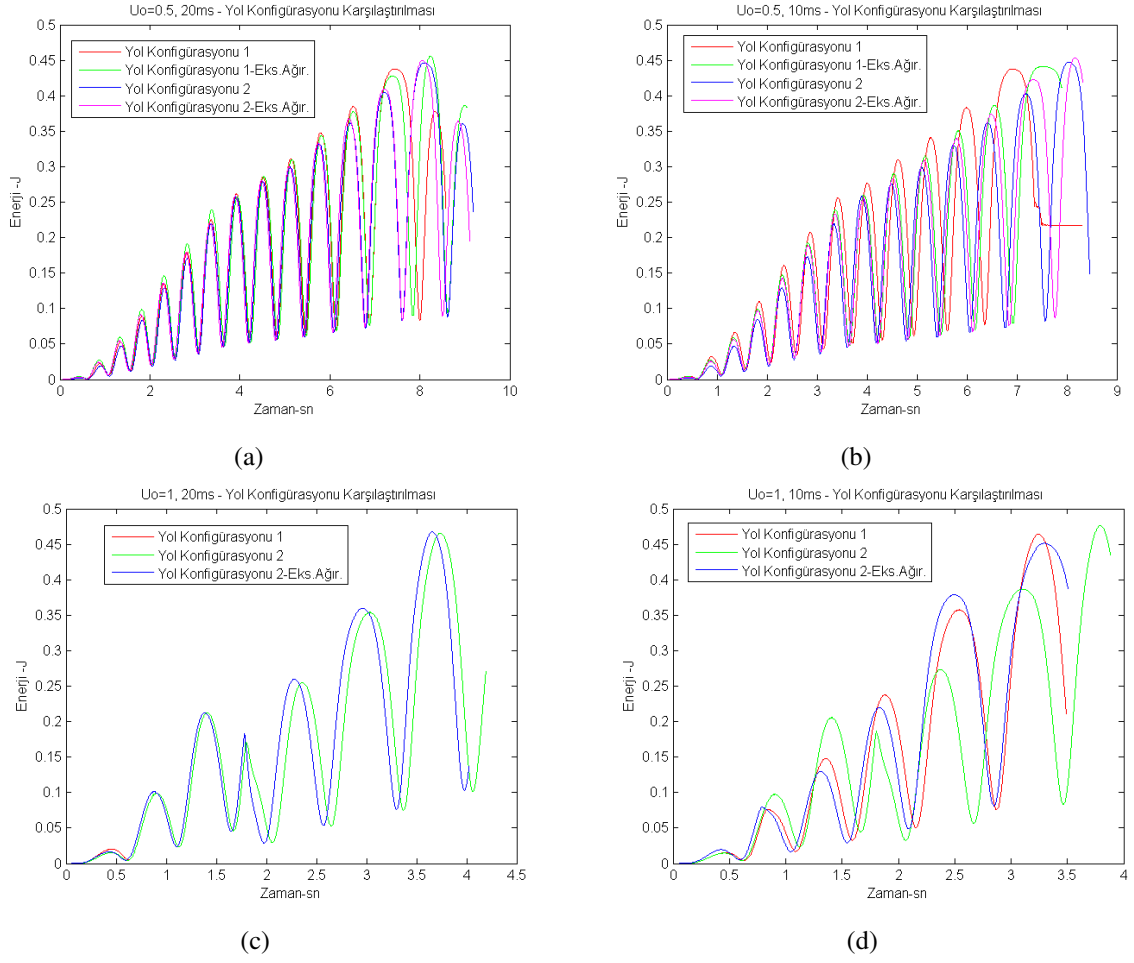 Uo=0.5, 20ms - Yol Konfigürasyonu Karşılaştırılması
0.5
0.45
0.4
0.35
0.3
0.25
0.2
0.15
0.1
0.05
0
Enerji -J
Yol Konfigürasyonu 1
Yol Konfigürasyonu 1-Eks.Ağır.
Yol Konfigürasyonu 2
Yol Konfigürasyonu 2-Eks.Ağır.
0 2 4 6 8 10
Zaman-sn
(a)
Uo=0.5, 10ms - Yol Konfigürasyonu Karşılaştırılması
0.5
0.45
0.4
0.35
0.3
0.25
0.2
0.15
0.1
0.05
0
Enerji -J
Yol Konfigürasyonu 1
Yol Konfigürasyonu 1-Eks.Ağır.
Yol Konfigürasyonu 2
Yol Konfigürasyonu 2-Eks.Ağır.
0 1 2 3 4 5 6 7 8 9
Zaman-sn
(b)
Uo=1, 20ms - Yol Konfigürasyonu Karşılaştırılması
0.5
0.45
0.4
0.35
0.3
0.25
0.2
0.15
0.1
0.05
0
Enerji -J
Yol Konfigürasyonu 1
Yol Konfigürasyonu 2
Yol Konfigürasyonu 2-Eks.Ağır.
0 0.5 1 1.5 2 2.5 3 3.5 4 4.5
Zaman-sn
(c)
Uo=1, 10ms - Yol Konfigürasyonu Karşılaştırılması
0.5
0.45
0.4
0.35
0.3
0.25
0.2
0.15
0.1
0.05
0
Enerji -J
Yol Konfigürasyonu 1
Yol Konfigürasyonu 2
Yol Konfigürasyonu 2-Eks.Ağır.
0 0.5 1 1.5 2 2.5 3 3.5 4
Zaman-sn
(d)